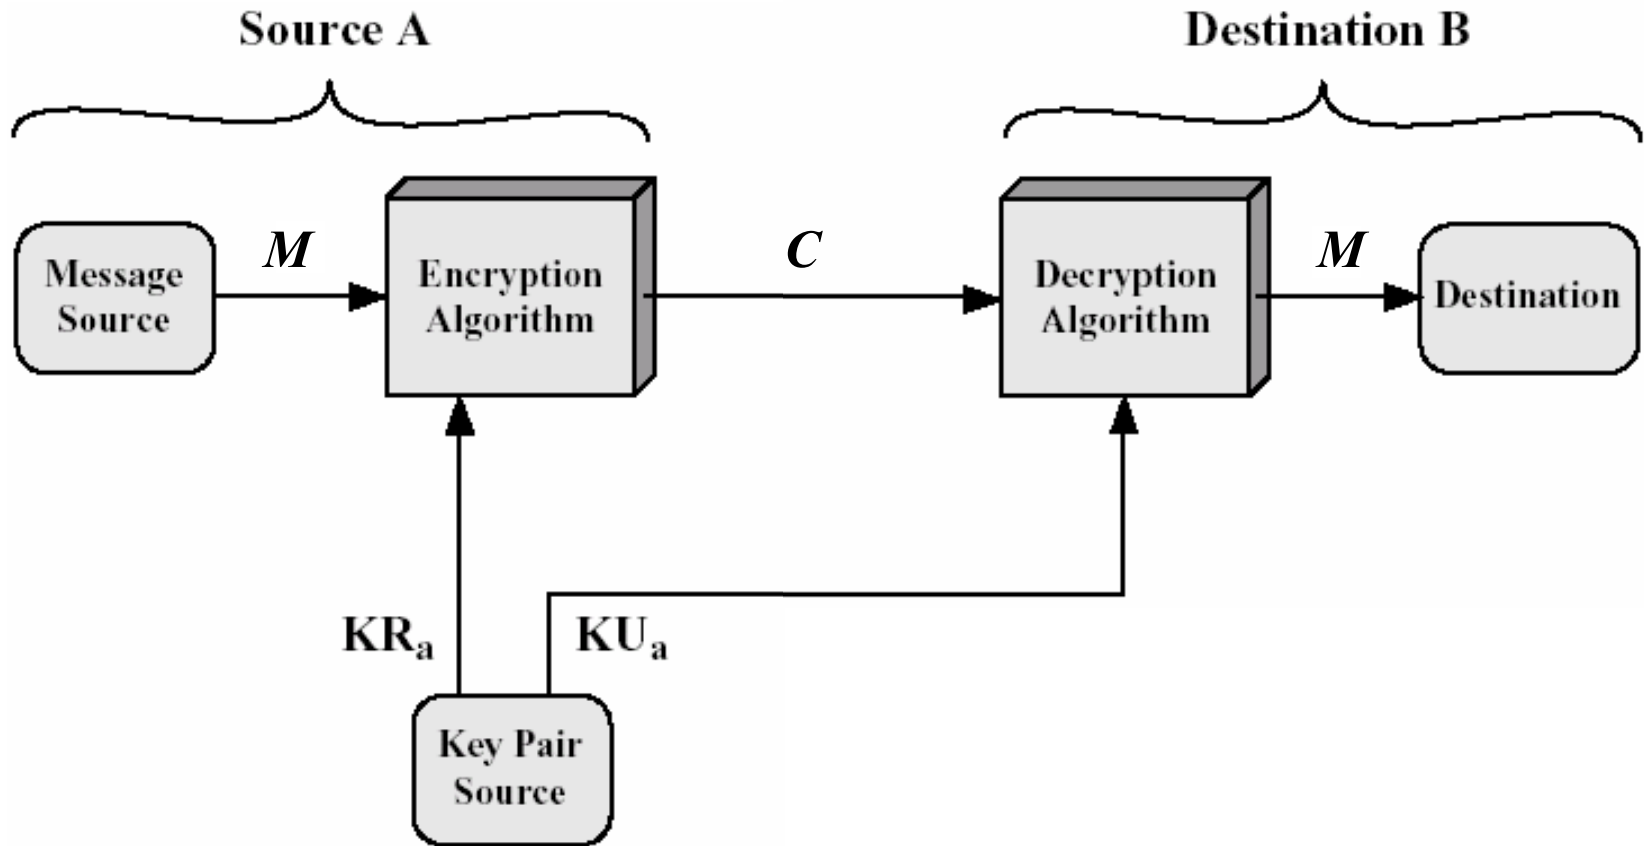 Source A
Destination B
Message
Source
M
Encryption
Algorithm
C
Decryption
Algorithm
M
Destination
KRa
KUa
Key Pair
Source